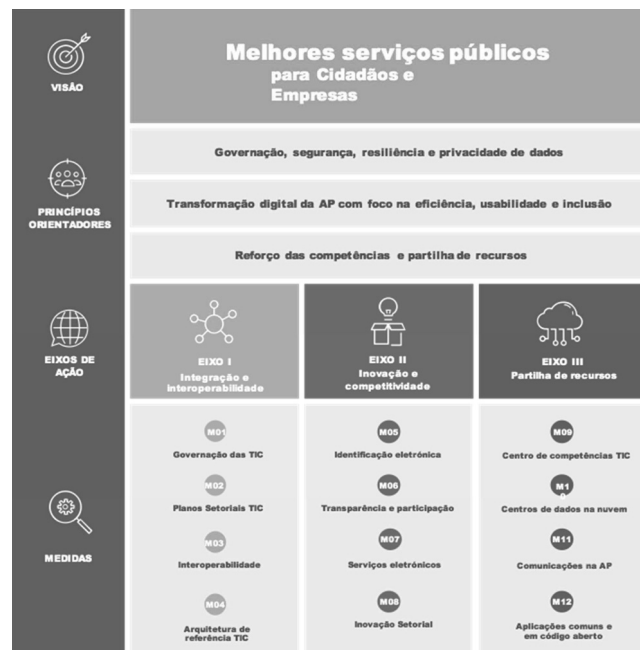 VISÃO
Melhores serviços públicos
para Cidadãos e
Empresas
PRINCÍPIOS
ORIENTADORES
Governação, segurança, resiliência e privacidade de dados
Transformação digital da AP com foco na eficiência, usabilidade e inclusão
Reforço das competências e partilha de recursos
EIXOS DE
AÇÃO
EIXO I
Integração e
interoperabilidade
EIXO II
Inovação e
competitividade
EIXO III
Partilha de recursos
MEDIDAS
M01
Governação das TIC
M02
Planos Setoriais TIC
M03
Interoperabilidade
M04
Arquitetura de
referência TIC
M05
Identificação eletrónica
M06
Transparência e participação
M07
Serviços eletrónicos
M08
Inovação Setorial
M09
Centro de competências TIC
M1
0
Centros de dados na nuvem
M11
Comunicações na AP
M12
Aplicações comuns e
em código aberto